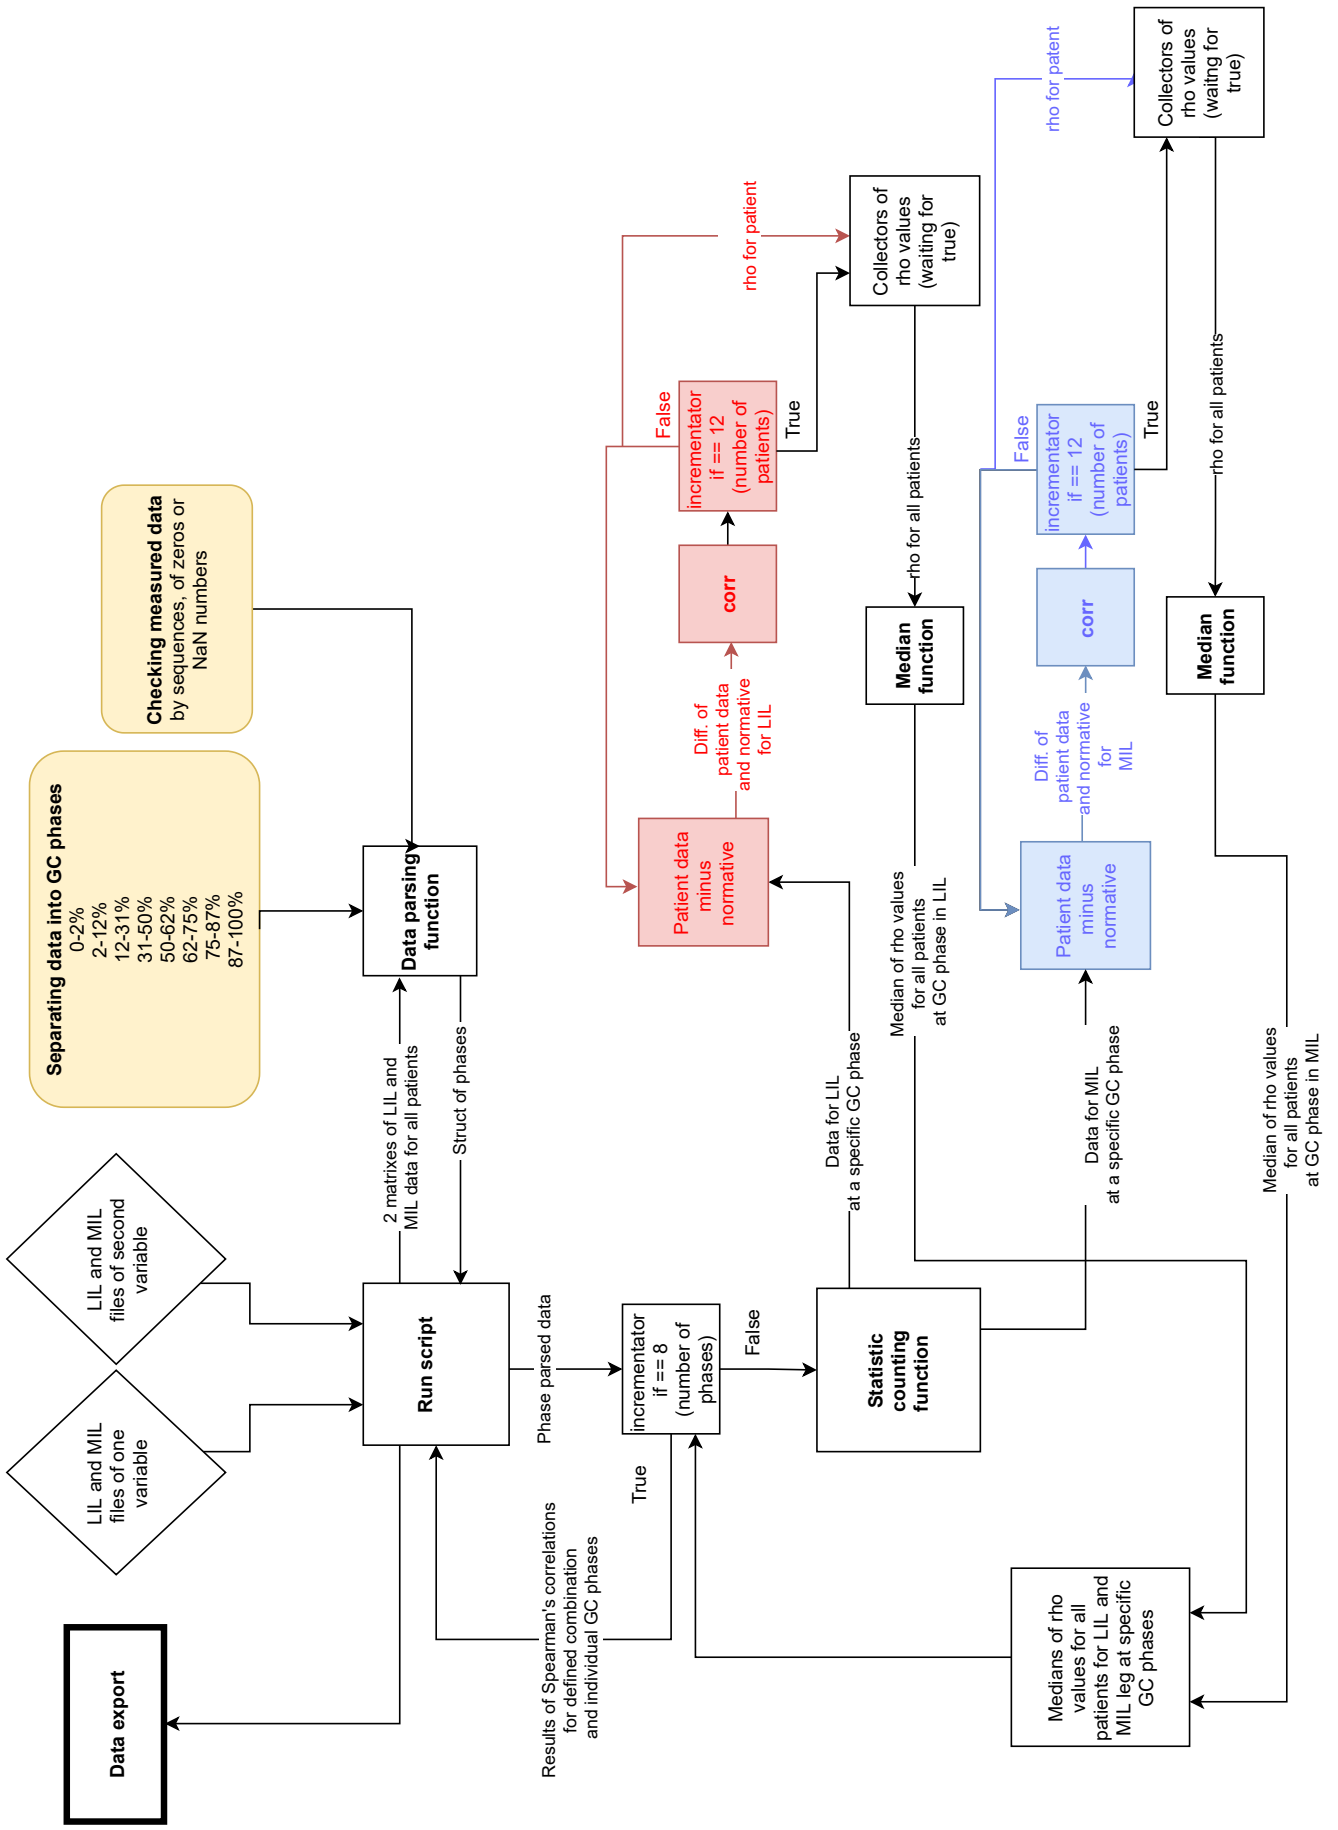 Data export
LIL and MIL
files of one
variable
LIL and MIL
files of second
variable
Separating data into GC phases
0-2%
2-12%
12-31%
31-50%
50-62%
62-75%
75-87%
87-100%
Checking measured data
by sequences, of zeros or
NaN numbers
Run script
2 matrixes of LIL and
MIL data for all patients
Struct of phases
Data parsing
function
Phase parsed data
Results of Spearman's correlations
for defined combination
and individual GC phases
True
incrementator
if == 8
(number of
phases)
False
Statistic
counting
function
Data for LIL
at a specific GC phase
Patient data
minus
normative
Diff. of
patient data
and normative
for LIL
corr
incrementator
if == 12
(number of
patients)
False
True
rho for patient
Collectors of
rho values
(waiting for
true)
rho for all patients
Median
function
Median of rho values
for all patients
at GC phase in LIL
Data for MIL
at a specific GC phase
Patient data
minus
normative
Diff. of
patient data
and normative
for
MIL
corr
incrementator
if == 12
(number of
patients)
False
True
rho for patent
Collectors of
rho values
(waitng for
true)
rho for all patients
Median
function
Median of rho values
for all patients
at GC phase in MIL
Medians of rho
values for all
patients for LIL and
MIL leg at specific
GC phases